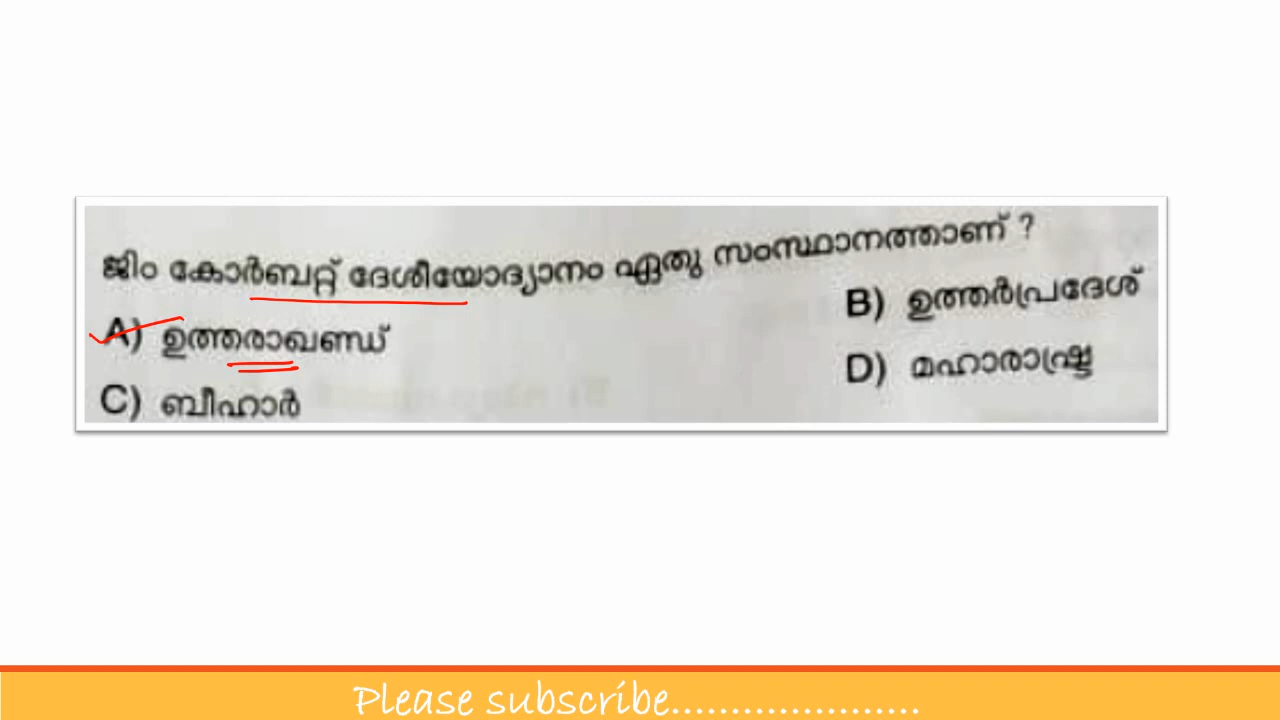 ജിം കോർബറ്റ് ദേശീയോദ്യാനം ഏതു സംസ്ഥാനത്താണ് ?
A) ഉത്തരാഖണ്ഡ്
B) ഉത്തർപ്രദേശ്
C) ബീഹാർ
D) മഹാരാഷ്ട്ര
Please subscribe.....................